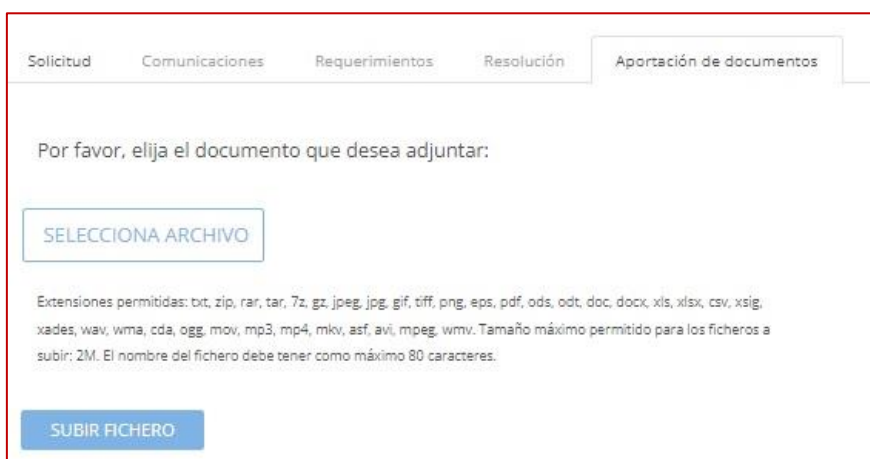 Solicitud Comunicaciones Requerimientos Resolución Aportación de documentos
Por favor, elija el documento que desea adjuntar:
SELECCIONA ARCHIVO
Extensiones permitidas: txt, zip, rar, tar, 7z, gz, jpeg, jpg, gif, tiff, png, eps, pdf, ods, odt, doc, docx, xls, xlsx, csv, xsig,
xades, wav, wma, cda, ogg, mov, mp3, mp4, mkv, asf, avi, mpeg, wmv. Tamaño máximo permitido para los ficheros a
subir: 2M. El nombre del fichero debe tener como máximo 80 caracteres.
SUBIR FICHERO